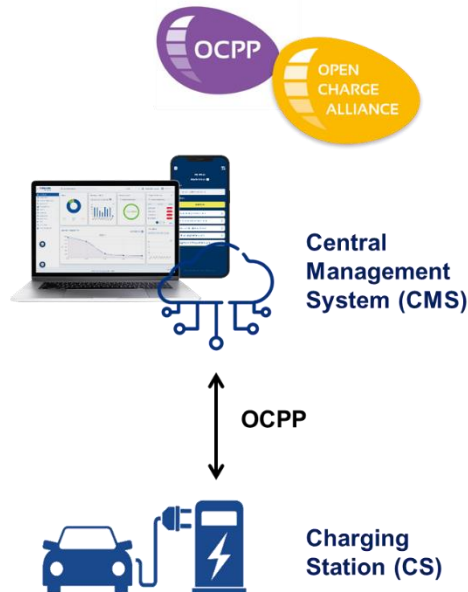 OCPP
OPEN
CHARGE
ALLIANCE
Central
Management
System (CMS)
OCPP
Charging
Station (CS)